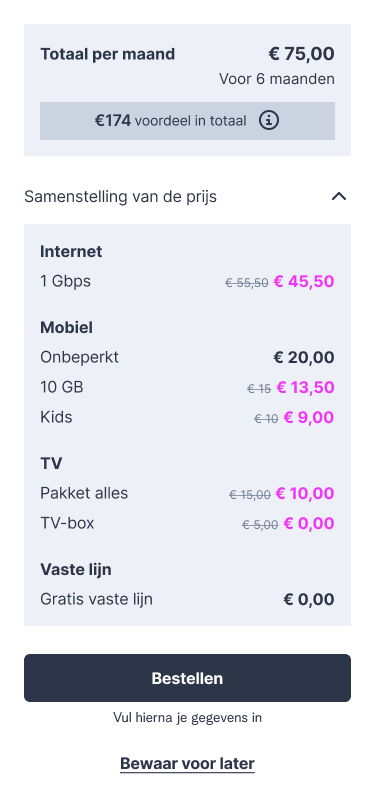 Totaal per maand € 75,00
Voor 6 maanden
€174 voordeel in totaal
Samenstelling van de prijs
Internet
1 Gbps € 55,50 € 45,50
Mobiel
Onbeperkt € 20,00
10 GB € 15 € 13,50
Kids € 10 € 9,00
TV
Pakket alles € 15,00 € 10,00
TV-box € 5,00 € 0,00
Vaste lijn
Gratis vaste lijn € 0,00
Bestellen
Vul hierna je gegevens in
Bewaar voor later